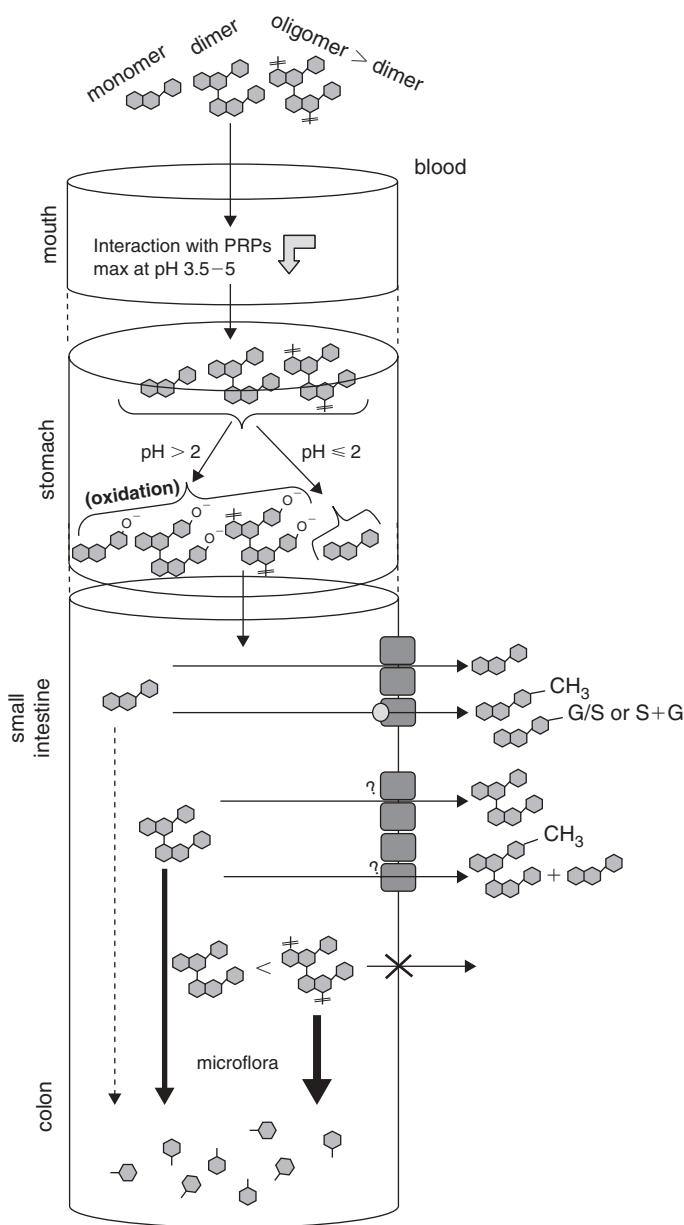 monomer
dimer
oligomer > dimer
blood
mouth
Interaction with PRPs
max at pH 3.5–5
stomach
pH > 2
pH ⩽ 2
(oxidation)
O−
O−
O−
O−
O−
small
intestine
CH3
G/S or S+G
?
CH3
?
+
<
microflora
colon